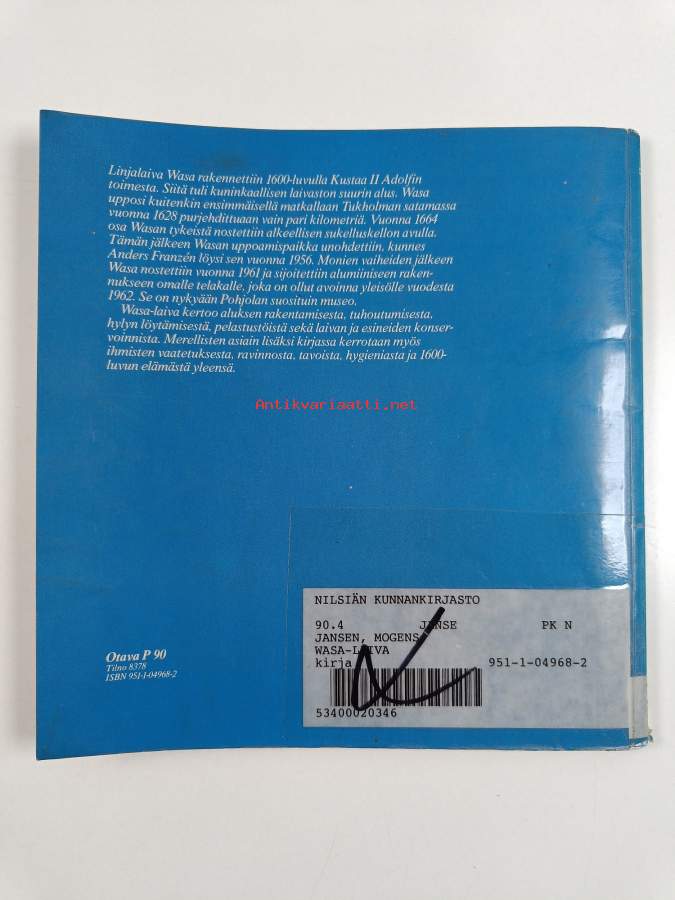 Linjalaiva Wasa rakennettiin 1600-luvulla Kustaa II Adolfin
toimesta. Siitä tuli kuninkaallisen laivaston suurin alus. Wasa
upposi kuitenkin ensimmäisellä matkallaan Tukholman satamassa
vuonna 1628 purjehdittuaan vain pari kilometriä. Vuonna 1664
osa Wasan tykeistä nostettiin alkeellisen sukelluskellon avulla.
Tämän jälkeen Wasan uppoamispaikka unohdettiin, kunnes
Anders Franzén löysi sen vuonna 1956. Monien vaiheiden jälkeen
Wasa nostettiin vuonna 1961 ja sijoitettiin alumiiniseen raken-
nukseen omalle telakalle, joka on ollut avoinna yleisölle vuodesta
1962. Se on nykyään Pohjolan suosituin museo.
Wasa-laiva kertoo aluksen rakentamisesta, tuhoutumisesta,
hylyn löytämisestä, pelastustöistä sekä laivan ja esineiden konser-
voinnista. Merellisten asiain lisäksi kirjassa kerrotaan myös
ihmisten vaatetuksesta, ravinnosta, tavoista, hygieniasta ja 1600-
luvun elämästä yleensä.
Antikvariaatti.net
NILSIÄN KUNNANKIRJASTO
90.4 JANSE PK N
JANSEN, MOGENS
WASA-LAIVA
kirja 951-1-04968-2
53400020346
Otava P 90
Tilno 8378
ISBN 951-1-04968-2